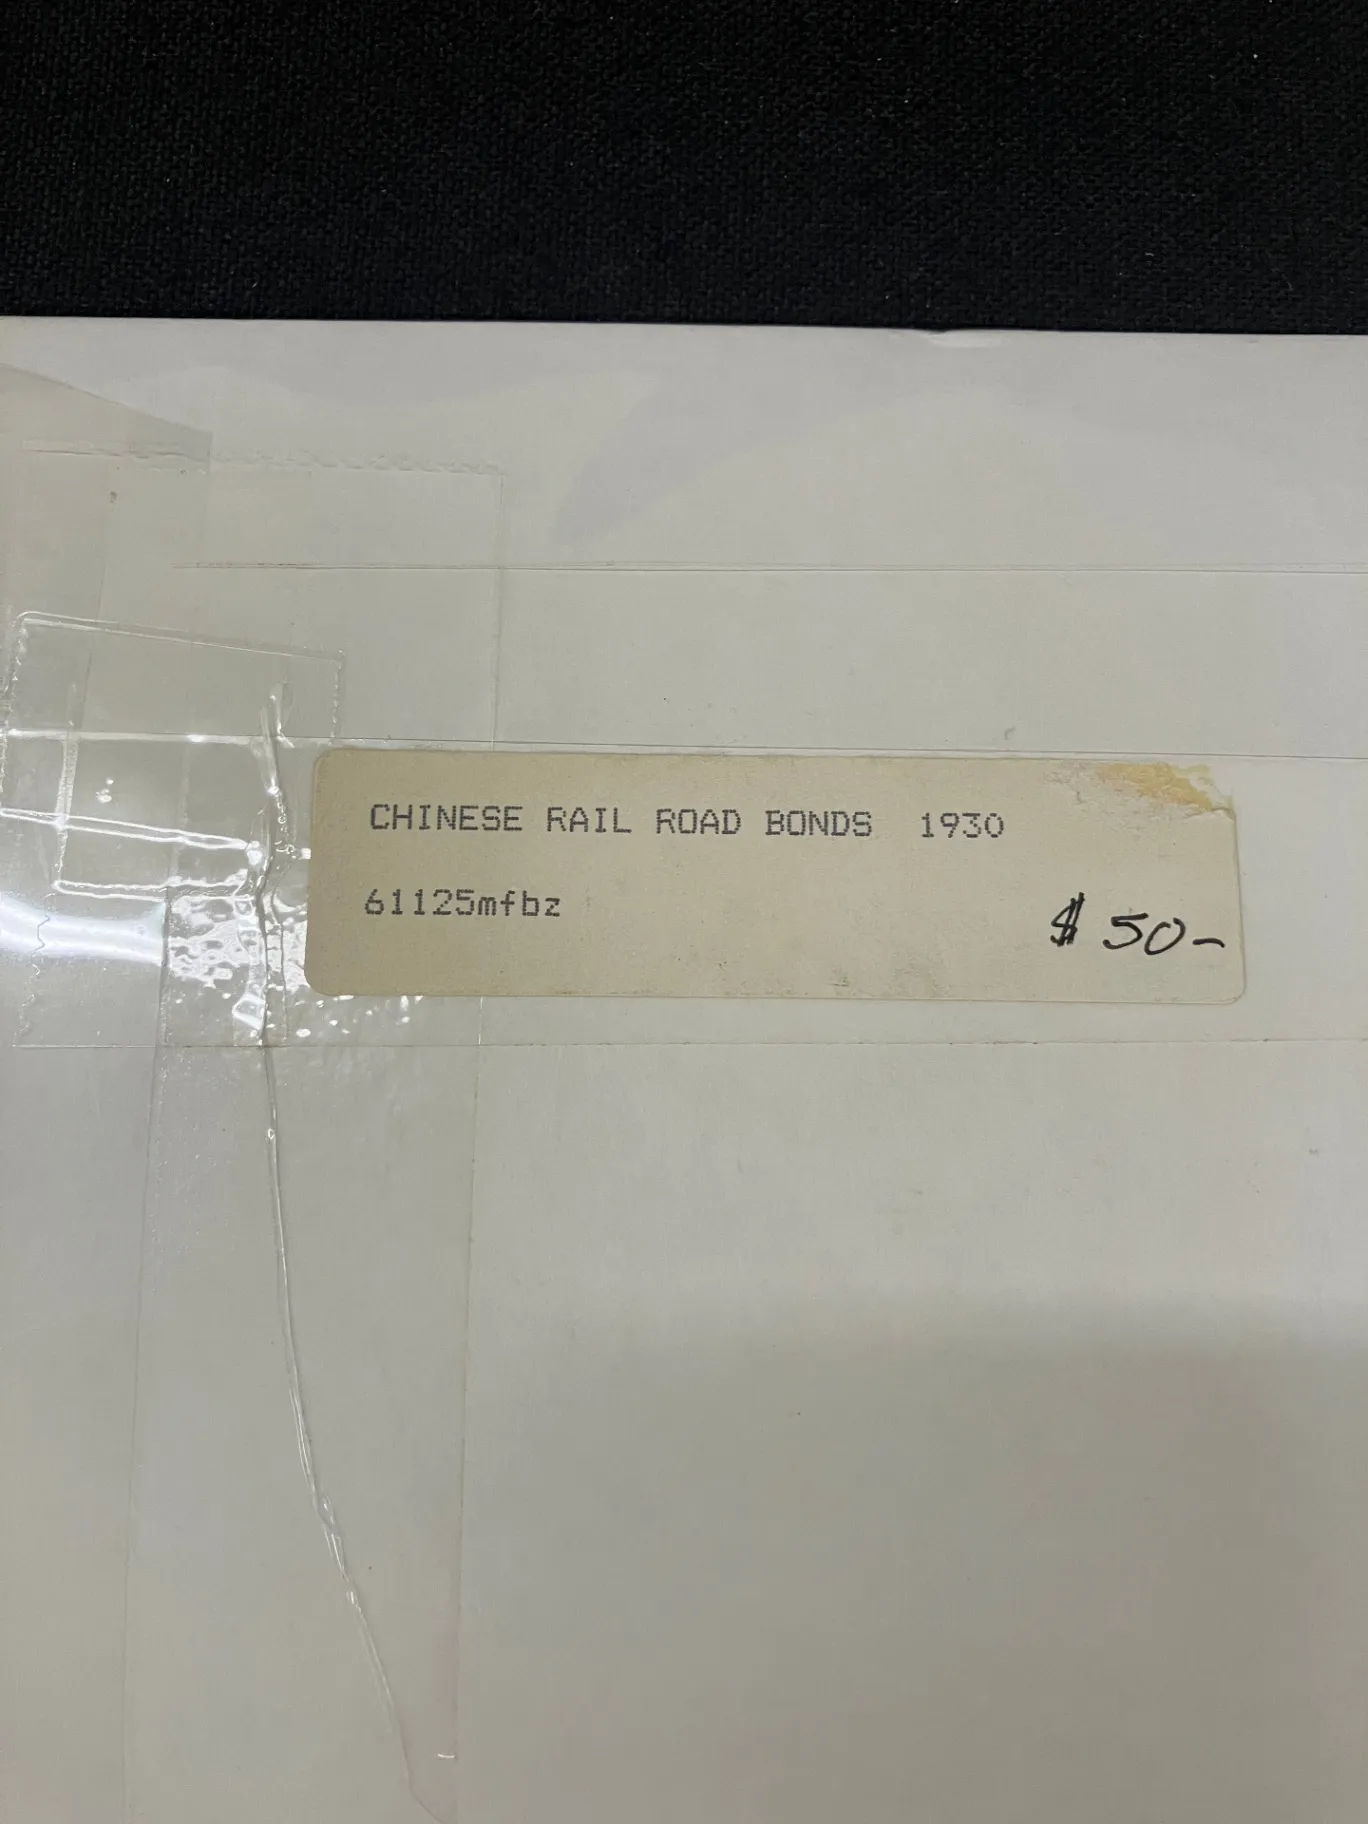 CHINESE RAIL ROAD BONDS 1930
61125mfbz
$ 50-